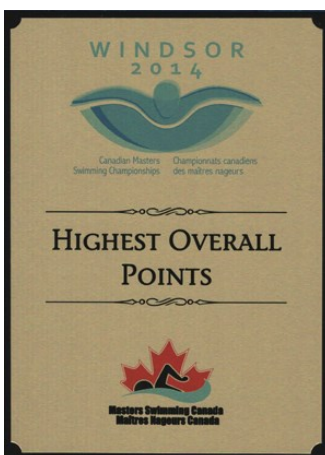 WINDSOR
2014
Canadian Masters Championnats canadiens
Swimming Championships des maîtres nageurs
HIGHEST OVERALL
POINTS
Masters Swimming Canada
Maîtres Nageurs Canada